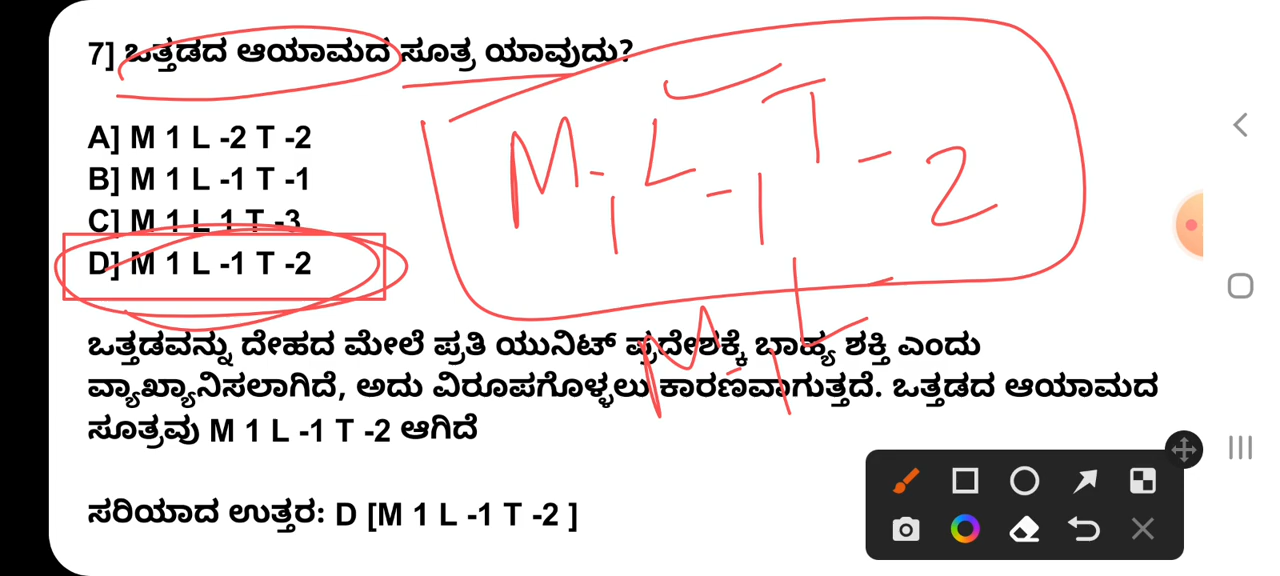 7] ಒತ್ತಡದ ಆಯಾಮದ ಸೂತ್ರ ಯಾವುದು?
A] M 1 L -2 T -2
B] M 1 L -1 T -1
C] M 1 L 1 T -3
D] M 1 L -1 T -2
M-1 L-1 T-2
M-1 L
ಒತ್ತಡವನ್ನು ದೇಹದ ಮೇಲೆ ಪ್ರತಿ ಯುನಿಟ್ ಪ್ರದೇಶಕ್ಕೆ ಬಾಹ್ಯ ಶಕ್ತಿ ಎಂದು
ವ್ಯಾಖ್ಯಾನಿಸಲಾಗಿದೆ, ಅದು ವಿರೂಪಗೊಳ್ಳಲು ಕಾರಣವಾಗುತ್ತದೆ. ಒತ್ತಡದ ಆಯಾಮದ
ಸೂತ್ರವು M 1 L -1 T -2 ಆಗಿದೆ
ಸರಿಯಾದ ಉತ್ತರ: D [M 1 L -1 T -2 ]